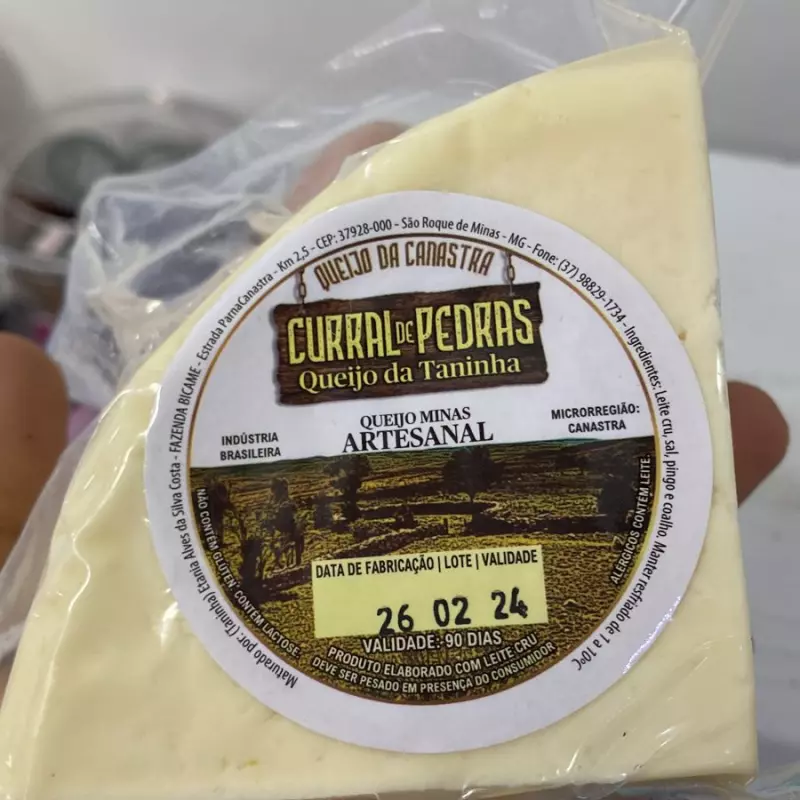 Maturado por: (Taninha) Etania Alves da Silva Costa - FAZENDA BICAME - Estrada ParnaCanastra - Km 2,5 - CEP: 37928-000 - São Roque de Minas - MG - Fone: (37) 98829-1734 - Ingredientes: Leite cru, sal, pingo e coalho. Manter resfriado de 1 a 10ºC
QUEIJO DA CANASTRA
CURRAL DE PEDRAS
Queijo da Taninha
QUEIJO MINAS
ARTESANAL
INDÚSTRIA
BRASILEIRA
MICRORREGIÃO:
CANASTRA
NÃO CONTÉM GLÚTEN. CONTÉM LACTOSE.
ALÉRGICOS CONTÉM LEITE.
DATA DE FABRICAÇÃO | LOTE | VALIDADE
26 02 24
VALIDADE: 90 DIAS
PRODUTO ELABORADO COM LEITE CRU
DEVE SER PESADO EM PRESENÇA DO CONSUMIDOR